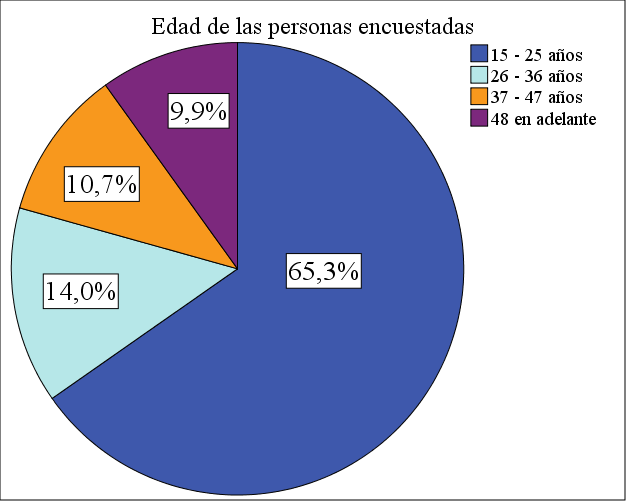 Edad de las personas encuestadas
15 - 25 años
26 - 36 años
37 - 47 años
48 en adelante
9,9%
10,7%
65,3%
14,0%